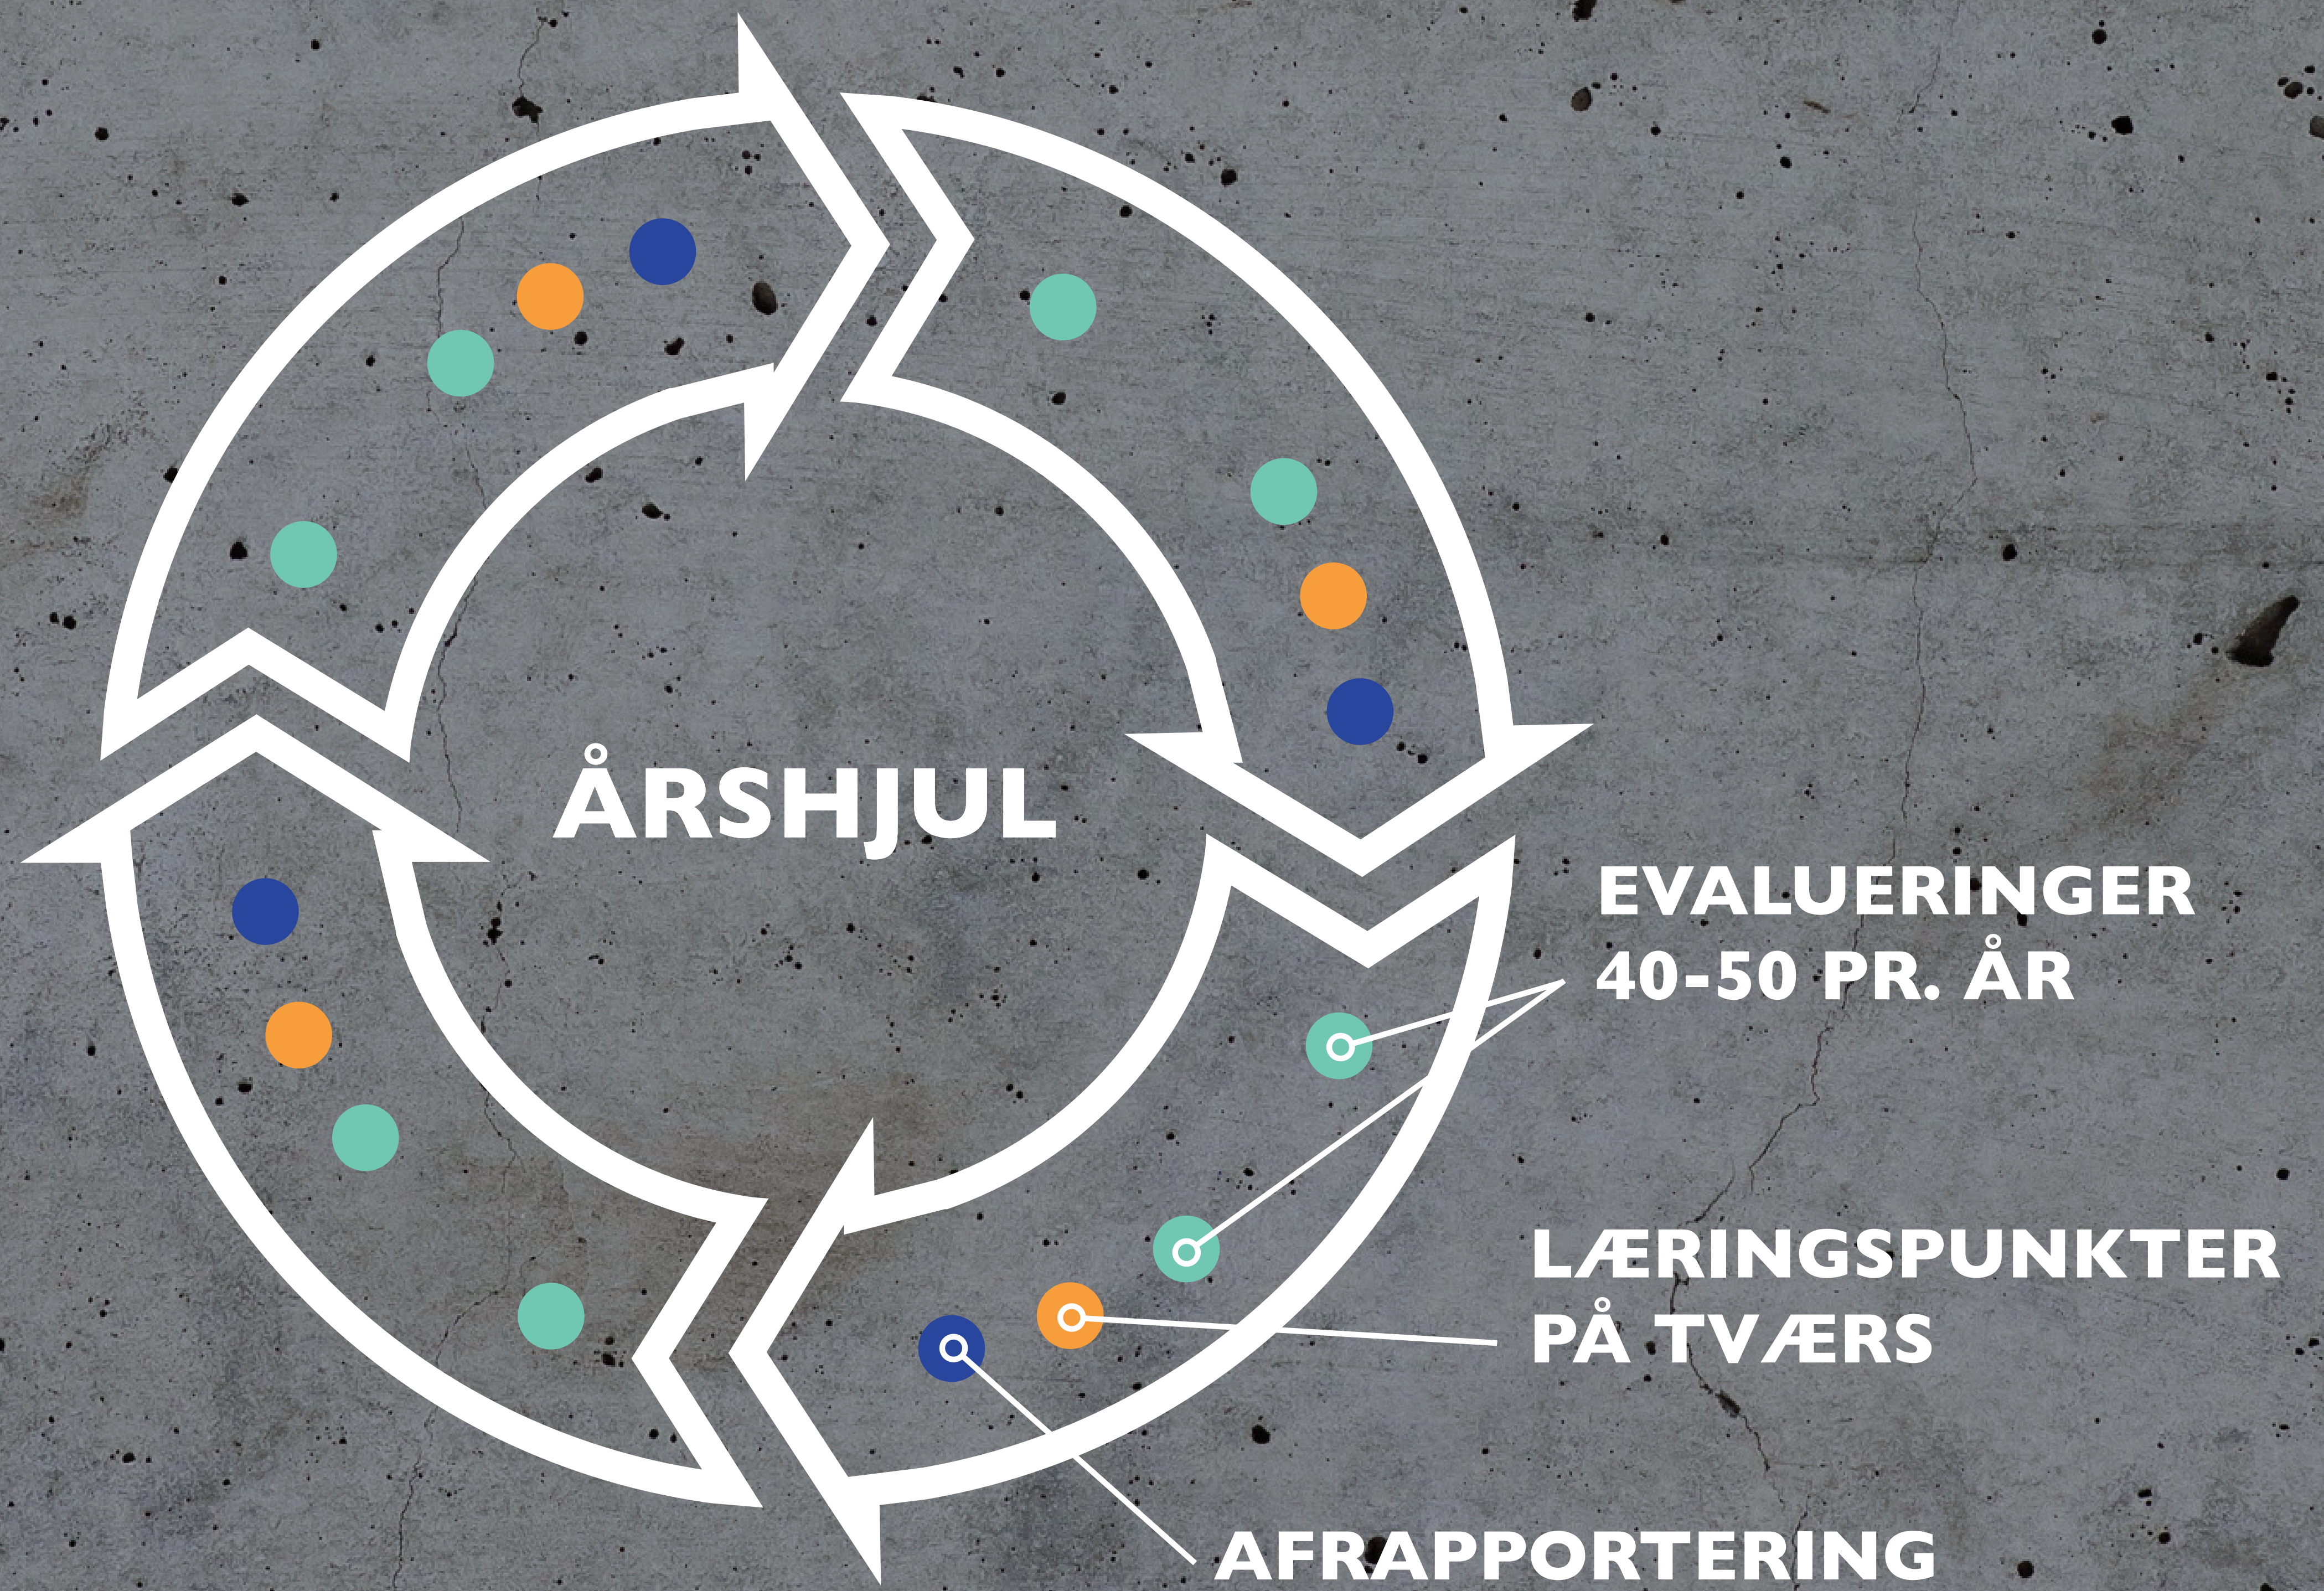 ÅRSHJUL
EVALUERINGER
40-50 PR. ÅR
LÆRINGSPUNKTER
PÅ TVÆRS
AFRAPPORTERING